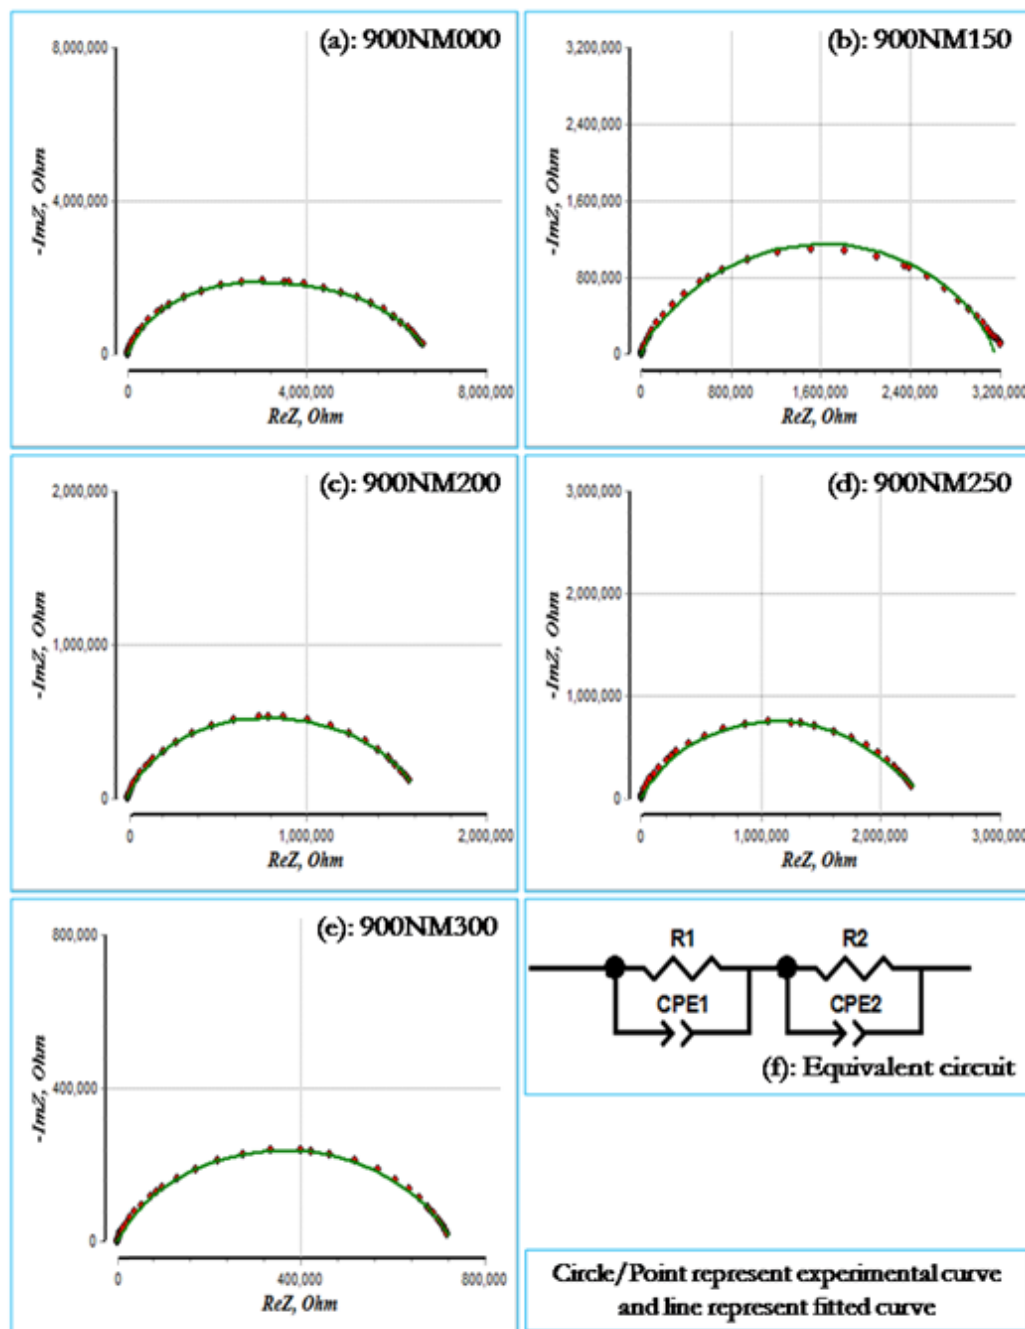 (a): 900NM000
8,000,000
4,000,000
0
-ImZ, Ohm
0
4,000,000
8,000,000
ReZ, Ohm
(b): 900NM150
3,200,000
2,400,000
1,600,000
800,000
0
-ImZ, Ohm
0
800,000
1,600,000
2,400,000
3,200,000
ReZ, Ohm
(c): 900NM200
2,000,000
1,000,000
0
-ImZ, Ohm
0
1,000,000
2,000,000
ReZ, Ohm
(d): 900NM250
3,000,000
2,000,000
1,000,000
0
-ImZ, Ohm
0
1,000,000
2,000,000
3,000,000
ReZ, Ohm
(e): 900NM300
800,000
400,000
0
-ImZ, Ohm
0
400,000
800,000
ReZ, Ohm
R1
R2
CPE1
CPE2
(f): Equivalent circuit
Circle/Point represent experimental curve
and line represent fitted curve